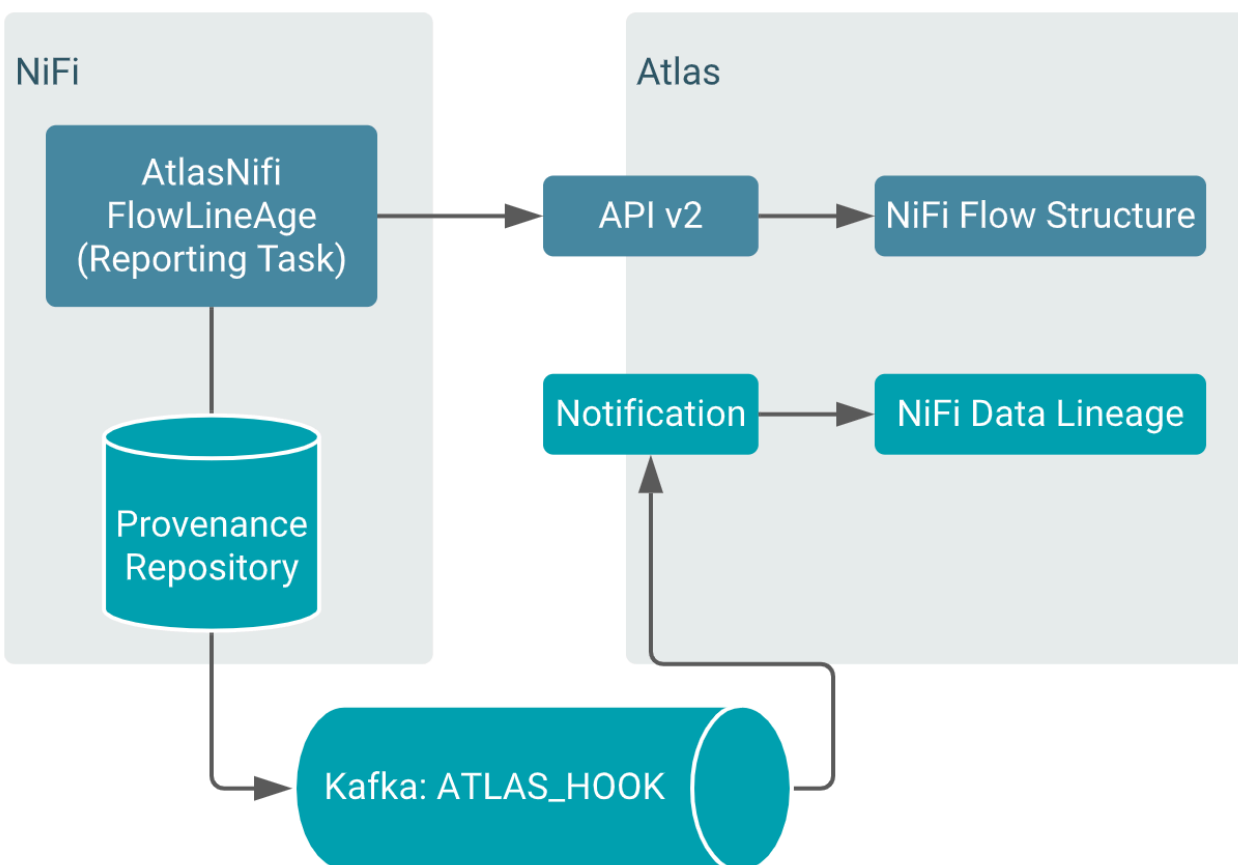 NiFi
Atlas
AtlasNifi
FlowLineAge
(Reporting Task)
API v2
NiFi Flow Structure
Notification
NiFi Data Lineage
Provenance
Repository
Kafka: ATLAS_HOOK